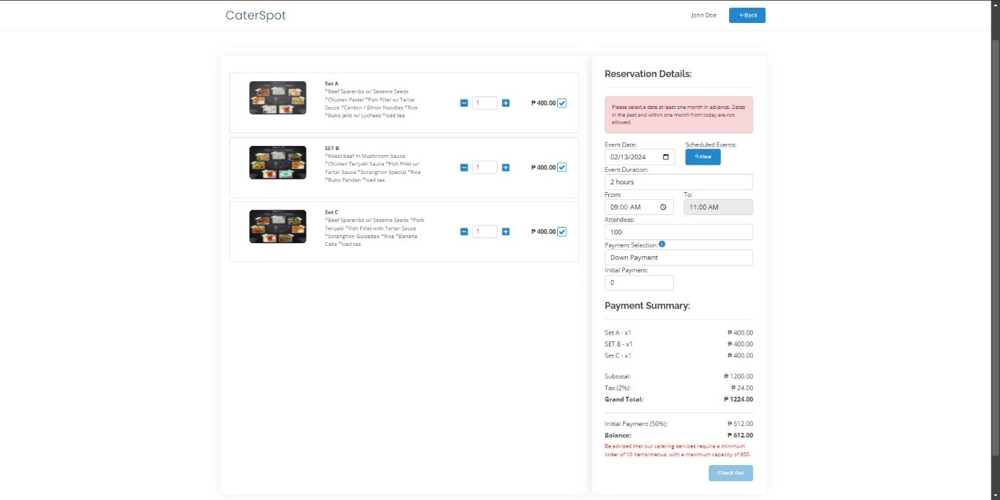 CaterSpot
John Doe
←Back
Set A
*Beef Spareribs w/ Sesame Seeds
*Chicken Pastel *Fish Fillet w/ Tartar
Sauce *Canton / Bihon Noodles *Rice
*Buko Jello w/ Lychees *Iced tea
1
₱ 400.00
SET B
*Roast beef in Mushroom Sauce
*Chicken Teriyaki Sauce *Fish Fillet w/
Tartar Sauce *Sotanghon Special *Rice
*Buko Pandan *Iced tea
1
₱ 400.00
Set C
*Beef Spareribs w/ Sesame Seeds *Pork
Teriyaki *Fish Fillet with Tartar Sauce
*Sotanghon Guisadao *Rice *Banana
Cake *Iced tea
1
₱ 400.00
Reservation Details:
Please select a date at least one month in advance. Dates
in the past and within one month from today are not
allowed.
Event Date:
Scheduled Events:
02/13/2024
View
Event Duration:
2 hours
From:
To:
09:00 AM
11:00 AM
Attendees:
100
Payment Selection:
Down Payment
Initial Payment:
0
Payment Summary:
Set A - x1 ₱ 400.00
SET B - x1 ₱ 400.00
Set C - x1 ₱ 400.00
Subtotal: ₱ 1200.00
Tax (2%): ₱ 24.00
Grand Total: ₱ 1224.00
Initial Payment (50%): ₱ 612.00
Balance: ₱ 612.00
Be advised that our catering services require a minimum
order of 10 items/menus, with a maximum capacity of 600.
Check Out